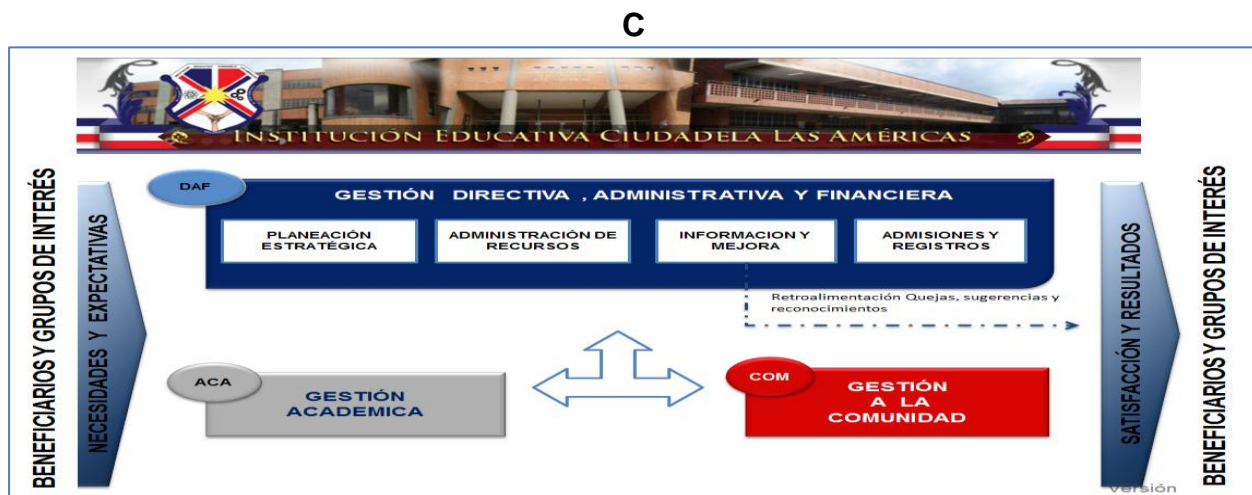 C
INSTITUCIÓN EDUCATIVA CIUDADELA LAS AMÉRICAS
BENEFICIARIOS Y GRUPOS DE INTERÉS
NECESIDADES Y EXPECTATIVAS
DAF
GESTIÓN DIRECTIVA , ADMINISTRATIVA Y FINANCIERA
PLANEACIÓN
ESTRATÉGICA
ADMINISTRACIÓN DE
RECURSOS
INFORMACION Y
MEJORA
ADMISIONES Y
REGISTROS
Retroalimentación Quejas, sugerencias y
reconocimientos
ACA
GESTIÓN
ACADEMICA
COM
GESTIÓN
A LA
COMUNIDAD
SATISFACCIÓN Y RESULTADOS
BENEFICIARIOS Y GRUPOS DE INTERÉS
versión